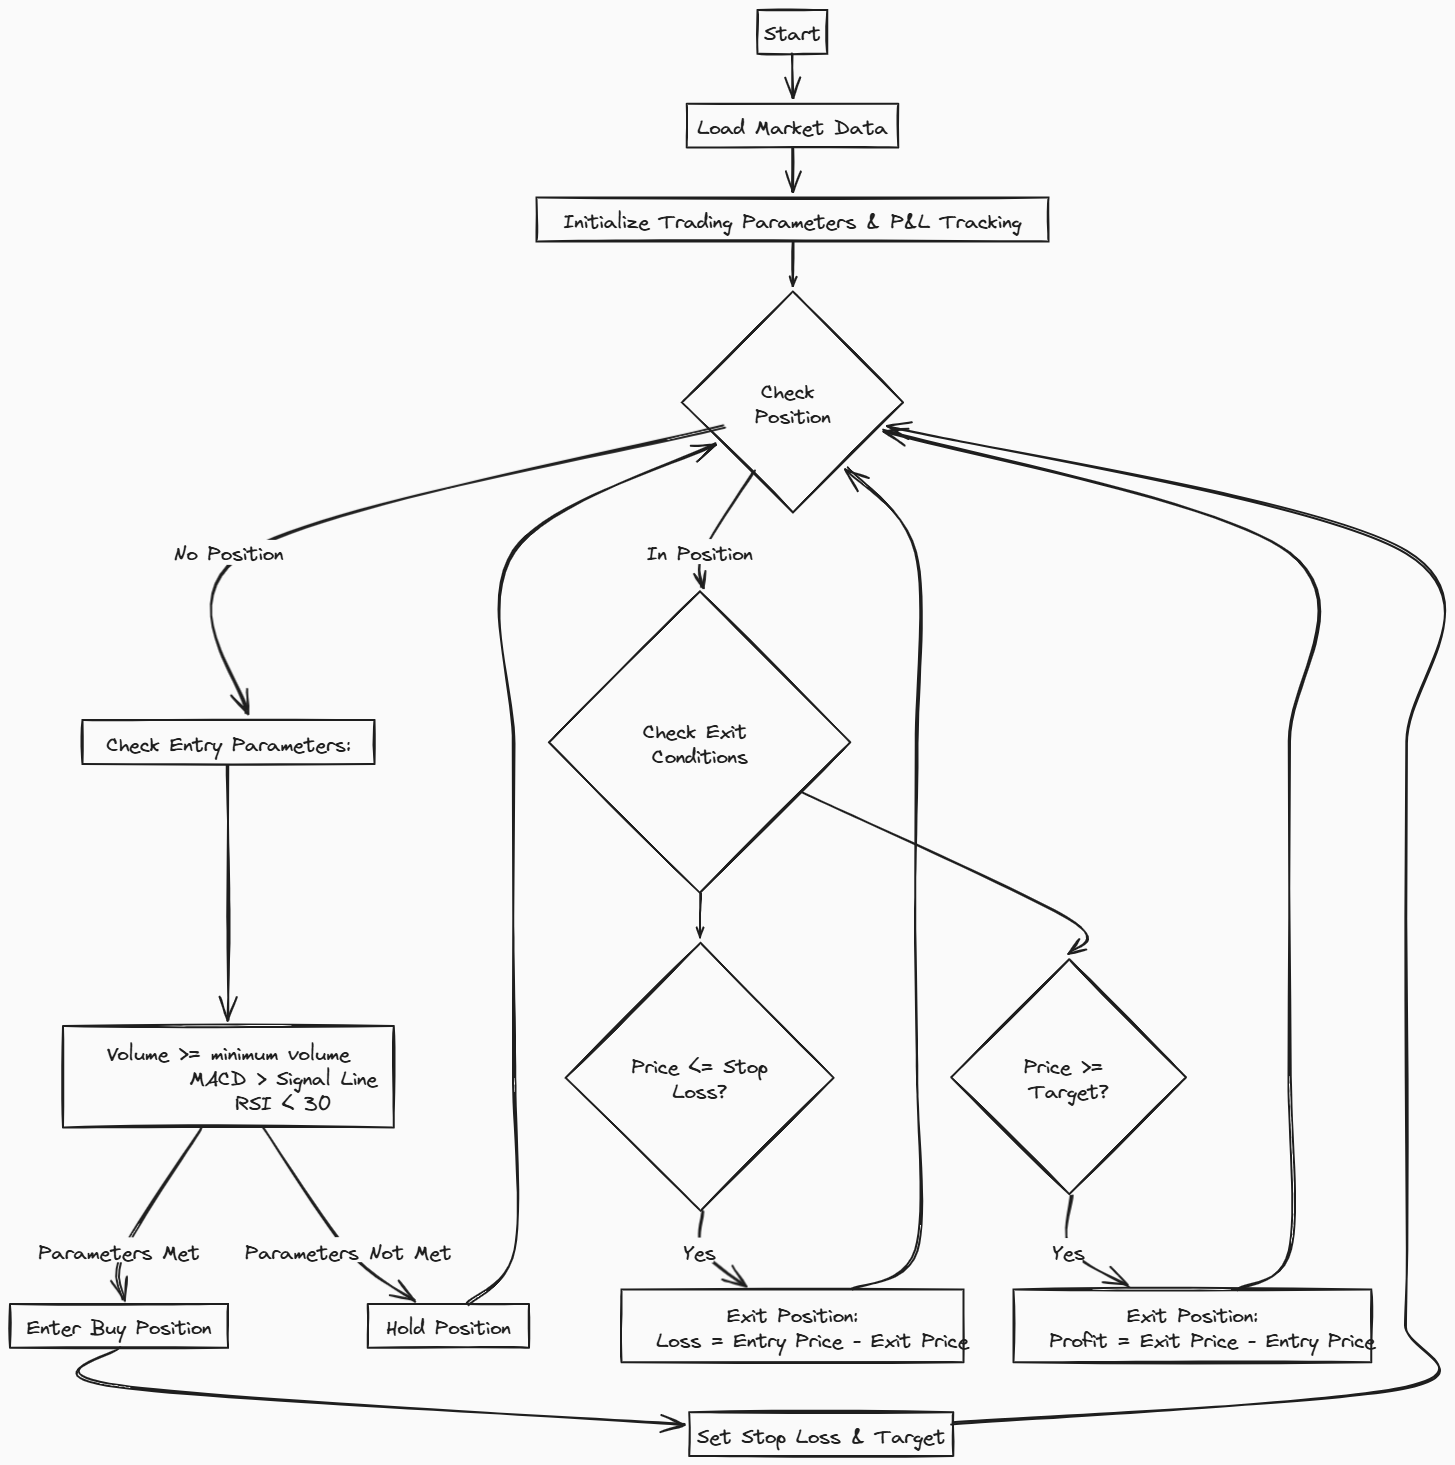 Start
Load Market Data
Initialize Trading Parameters & P&L Tracking
Check
Position
No Position
In Position
Check Entry Parameters:
Check Exit
Conditions
Volume >= minimum volume
MACD > Signal Line
RSI < 30
Price <= Stop
Loss?
Price >=
Target?
Parameters Met
Parameters Not Met
Yes
Yes
Enter Buy Position
Hold Position
Exit Position:
Loss = Entry Price - Exit Price
Exit Position:
Profit = Exit Price - Entry Price
Set Stop Loss & Target